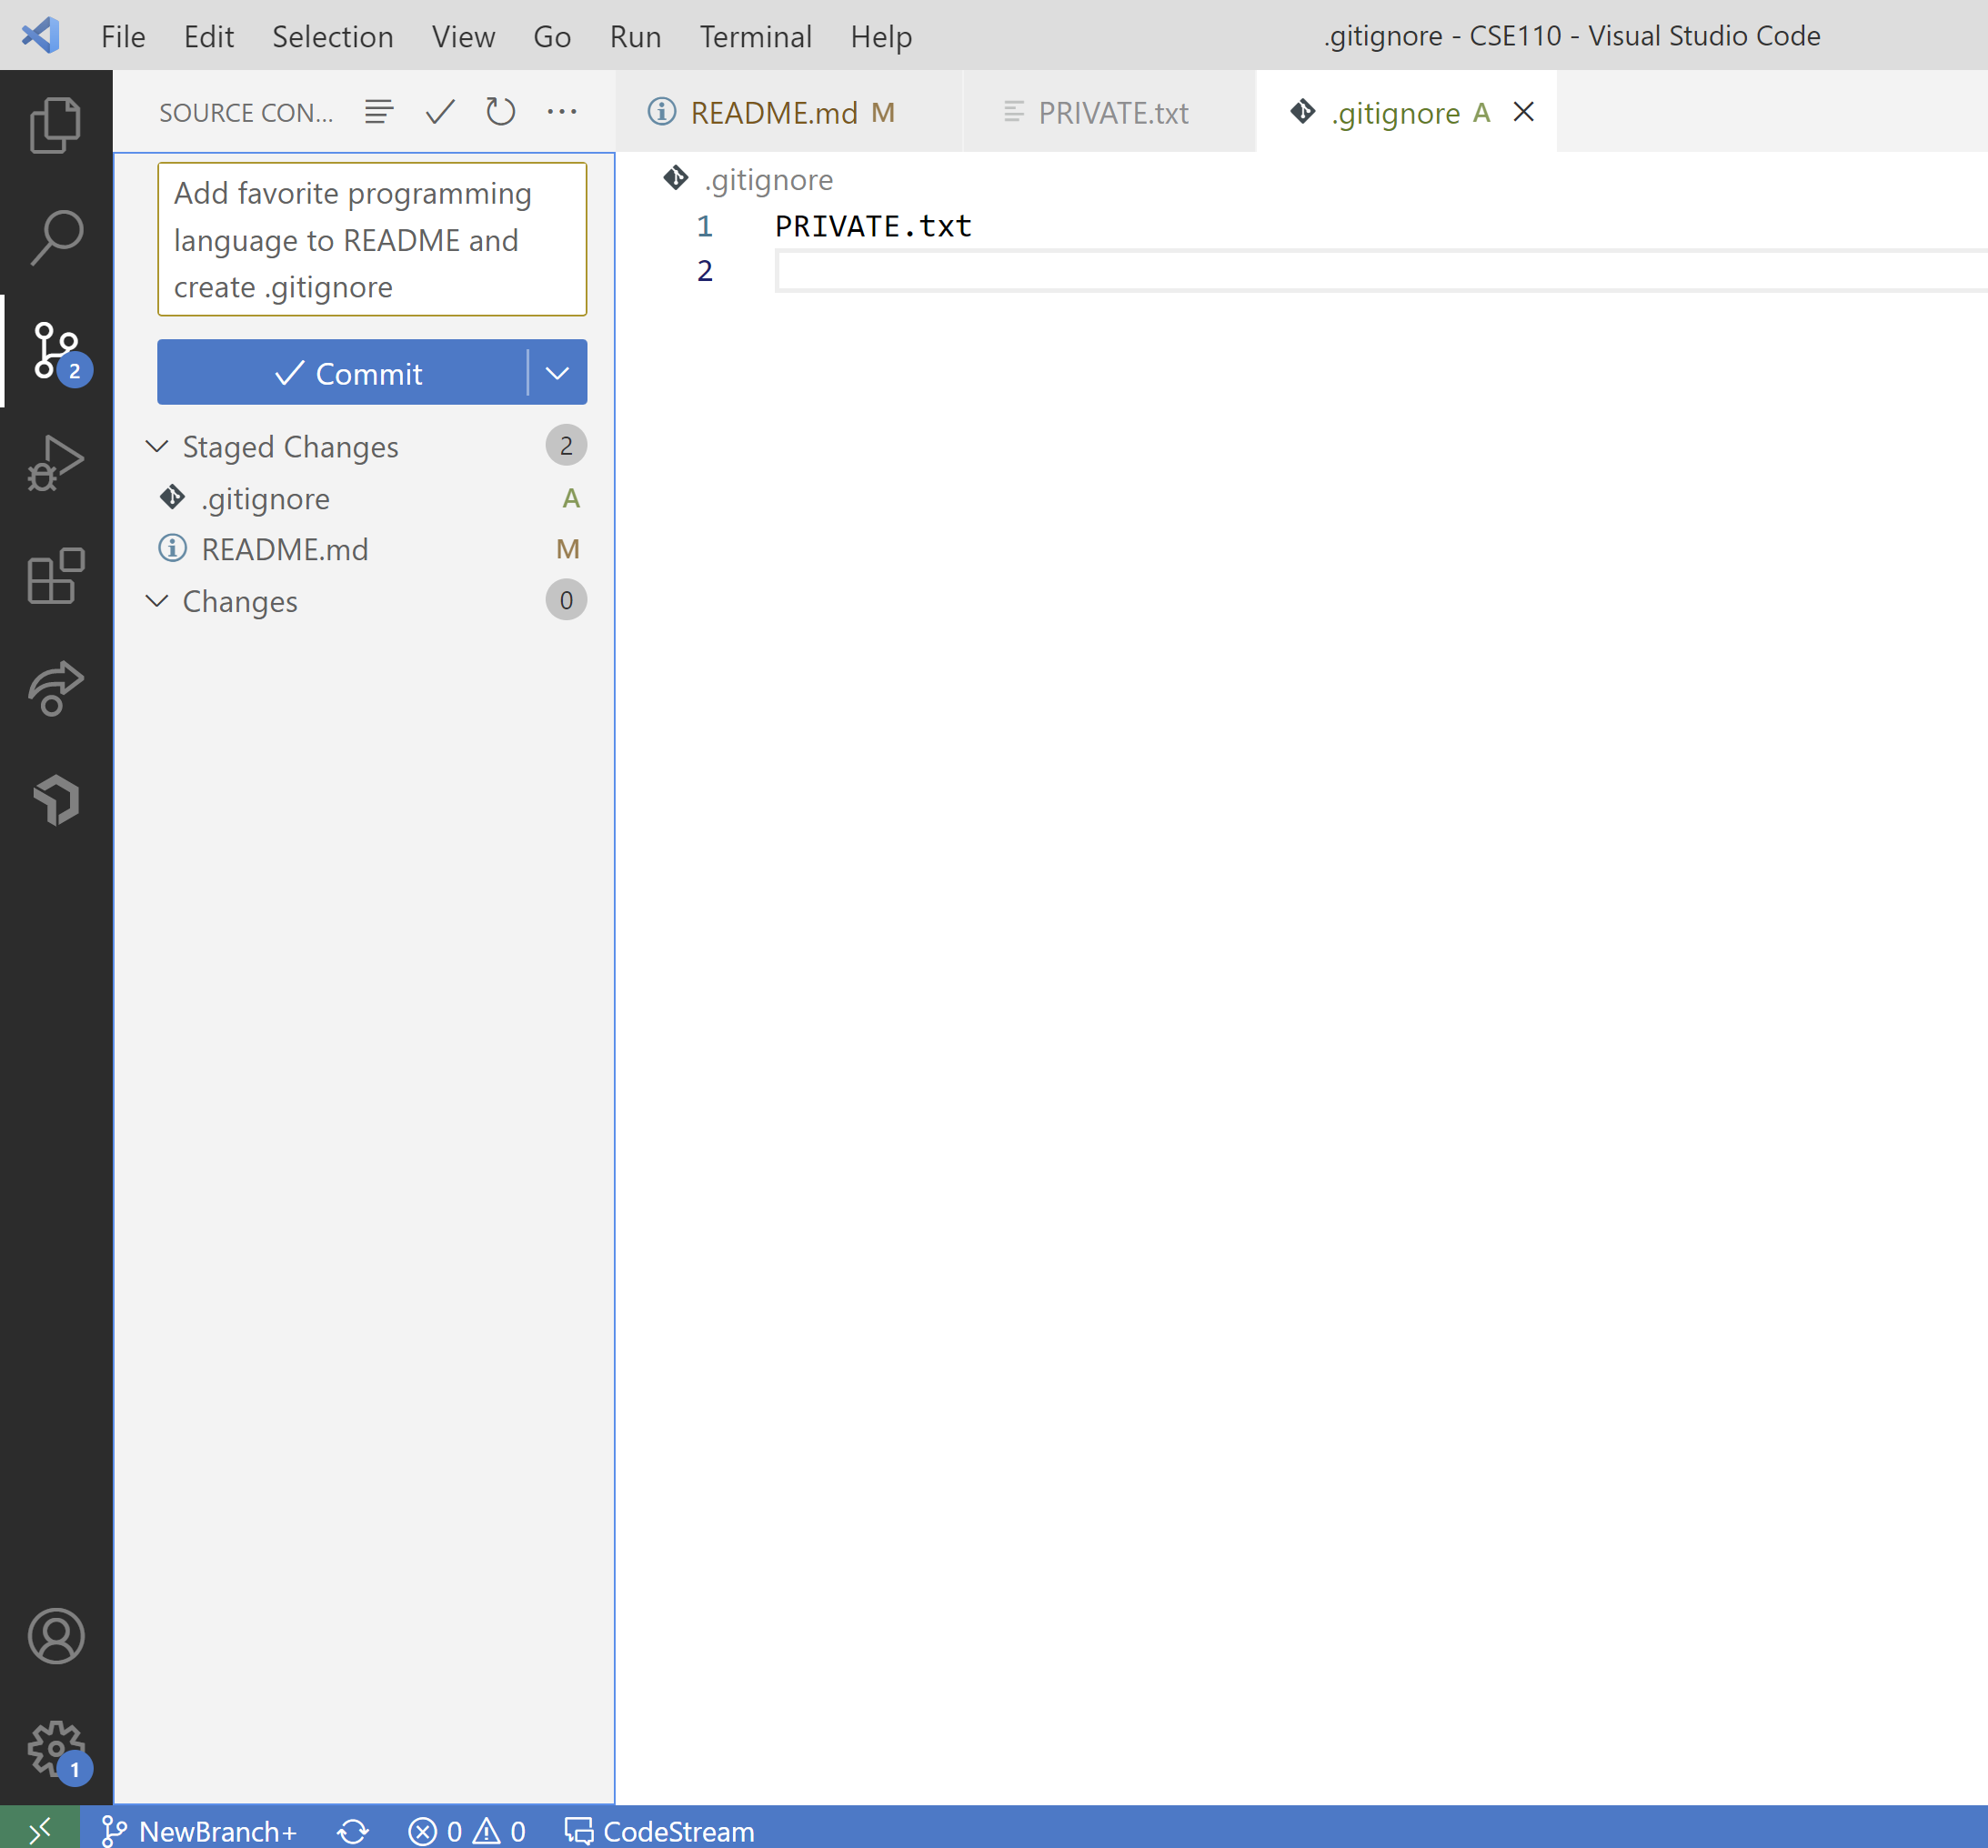 File Edit Selection View Go Run Terminal Help .gitignore - CSE110 - Visual Studio Code
SOURCE CON...
README.md M PRIVATE.txt .gitignore A
Add favorite programming
language to README and
create .gitignore
Commit
Staged Changes 2
.gitignore A
README.md M
Changes 0
.gitignore
1 PRIVATE.txt
2
2
1
NewBranch+ 0 0 CodeStream